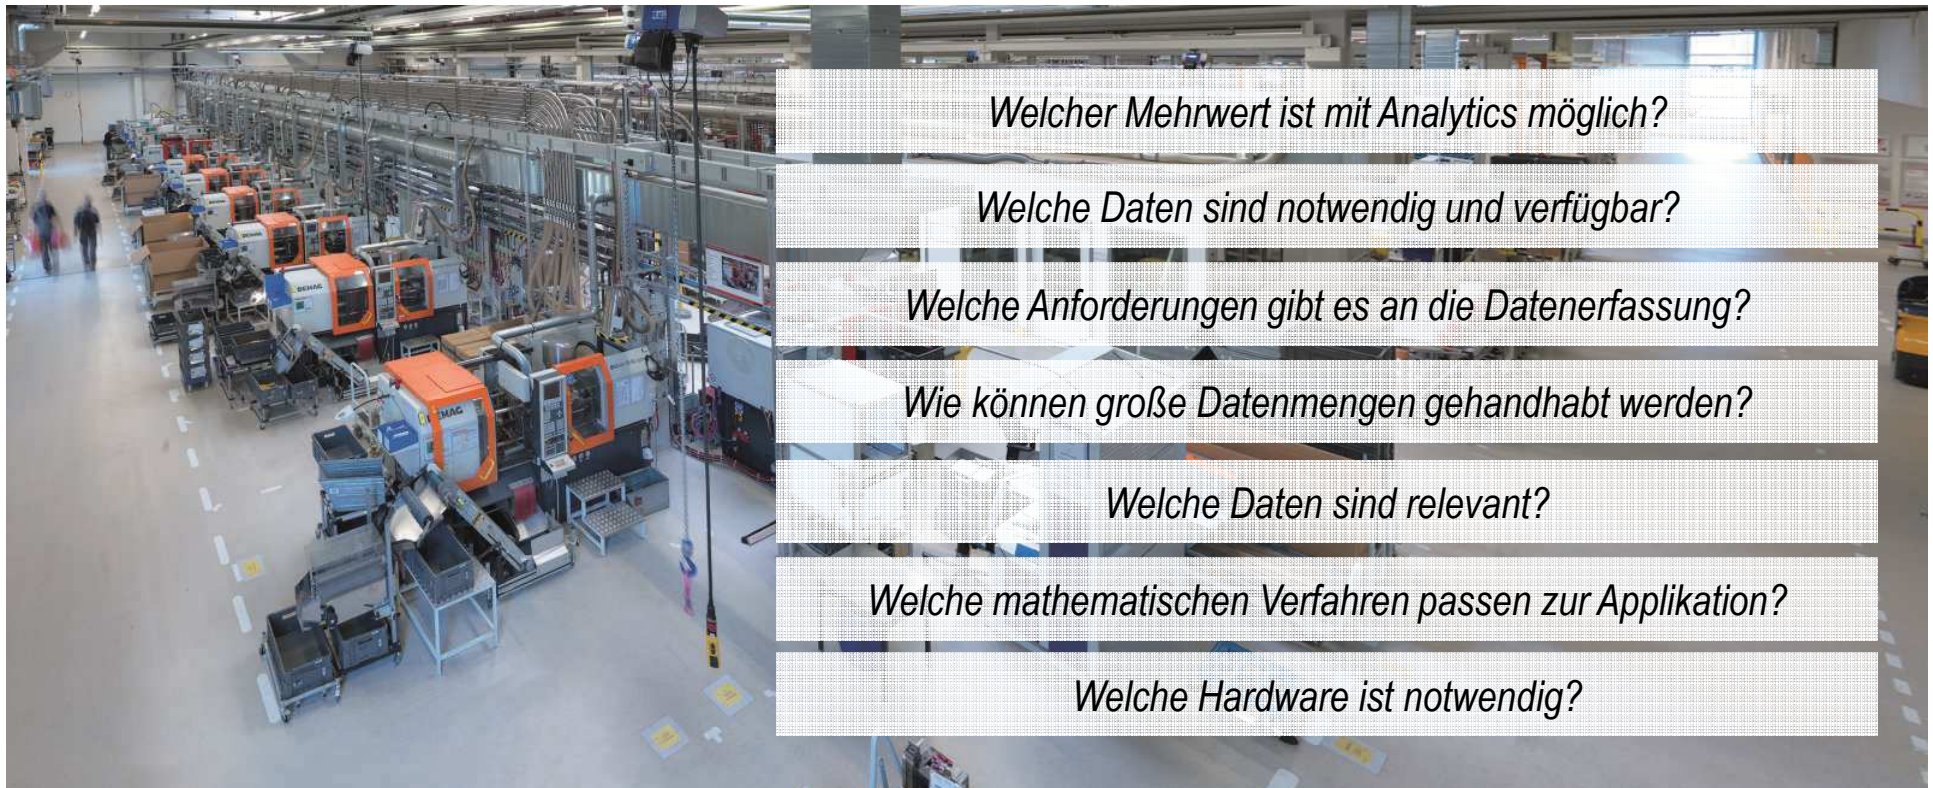 Welcher Mehrwert ist mit Analytics möglich?
Welche Daten sind notwendig und verfügbar?
Welche Anforderungen gibt es an die Datenerfassung?
Wie können große Datenmengen gehandhabt werden?
Welche Daten sind relevant?
Welche mathematischen Verfahren passen zur Applikation?
Welche Hardware ist notwendig?
DEMAG